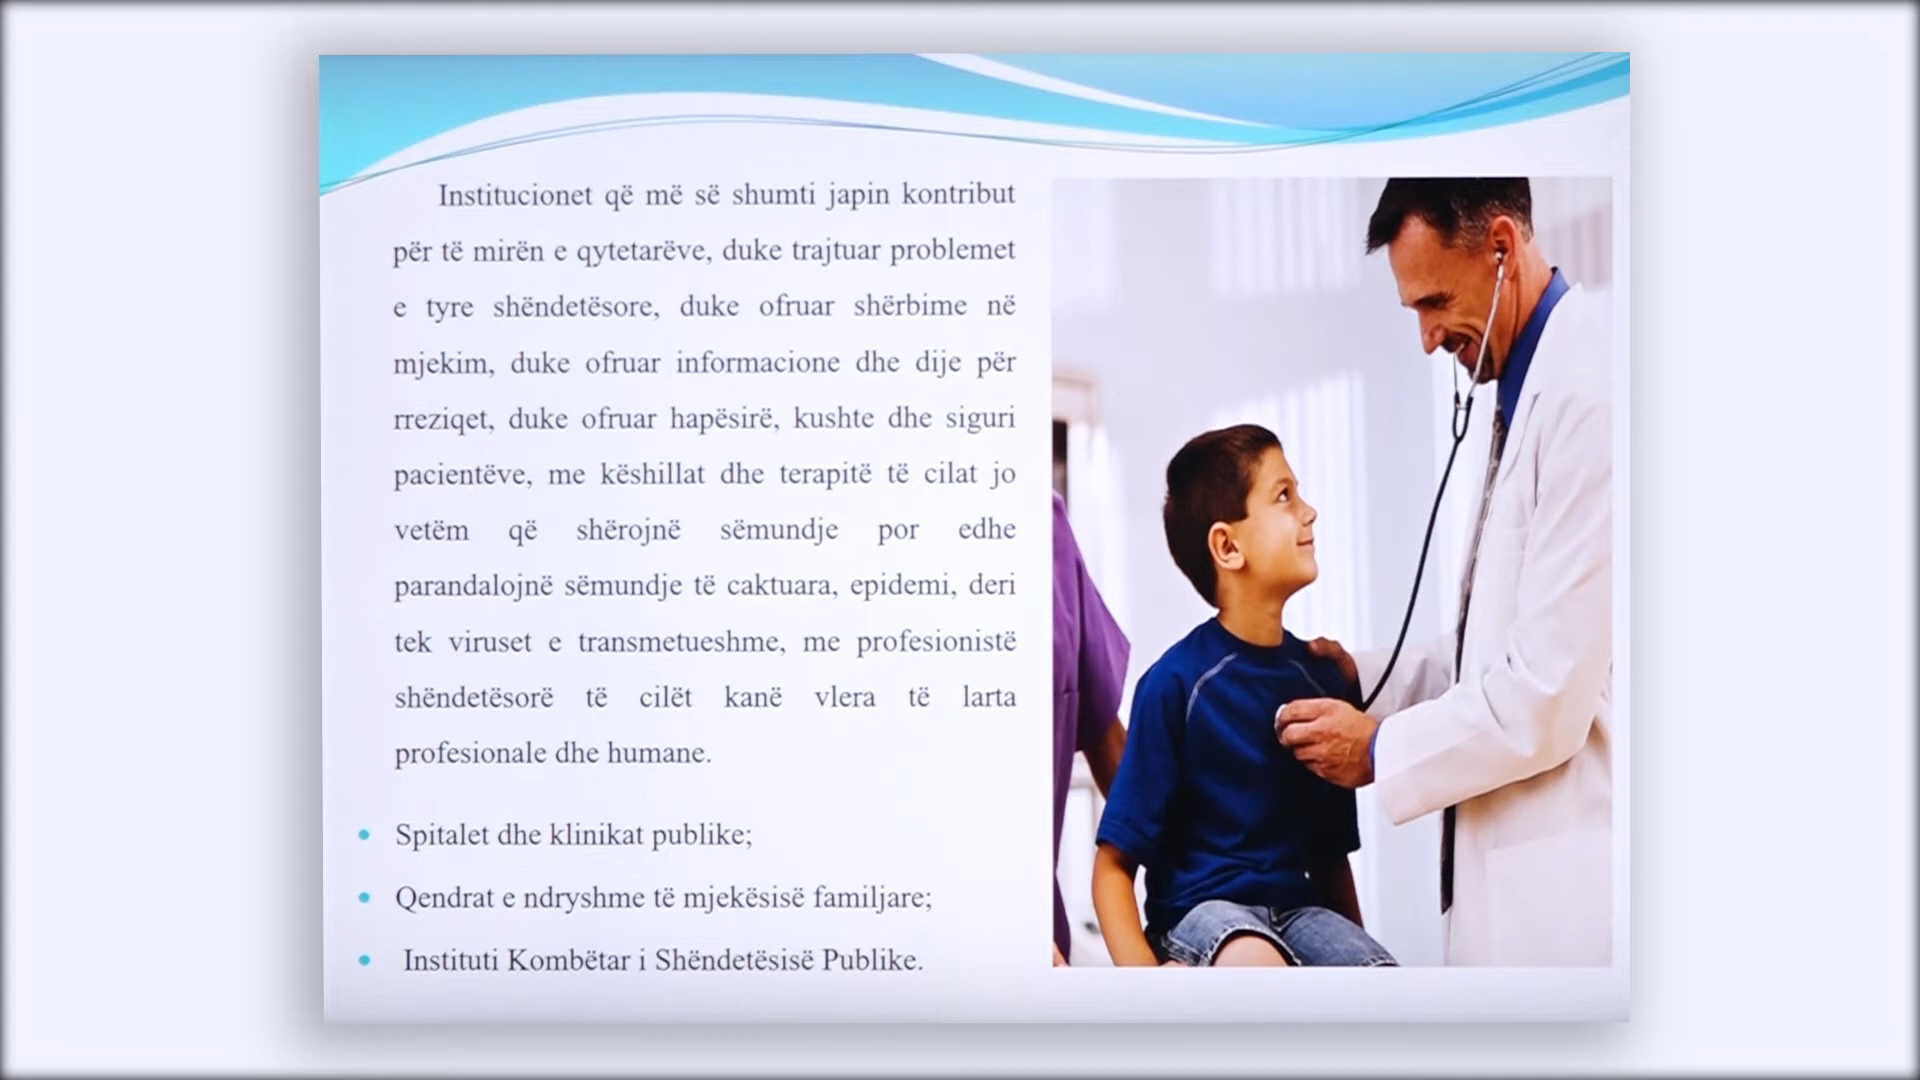 Institucionet që më së shumti japin kontribut
për të mirën e qytetarëve, duke trajtuar problemet
e tyre shëndetësore, duke ofruar shërbime në
mjekim, duke ofruar informacione dhe dije për
rreziqet, duke ofruar hapësirë, kushte dhe siguri
pacientëve, me këshillat dhe terapitë të cilat jo
vetëm që shërojnë sëmundje por edhe
parandalojnë sëmundje të caktuara, epidemi, deri
tek viruset e transmetueshme, me profesionistë
shëndetësorë të cilët kanë vlera të larta
profesionale dhe humane.
• Spitalet dhe klinikat publike;
• Qendrat e ndryshme të mjekësisë familjare;
• Instituti Kombëtar i Shëndetësisë Publike.